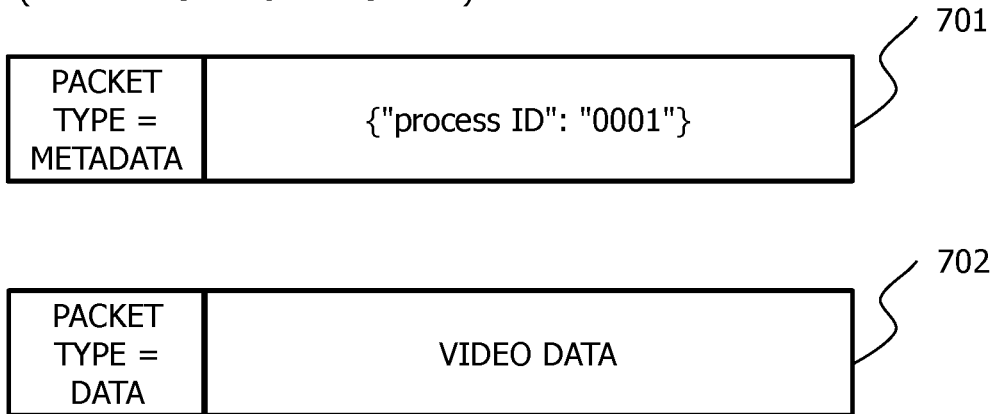 701
PACKET
TYPE =
METADATA
{"process ID": "0001"}
702
PACKET
TYPE =
DATA
VIDEO DATA